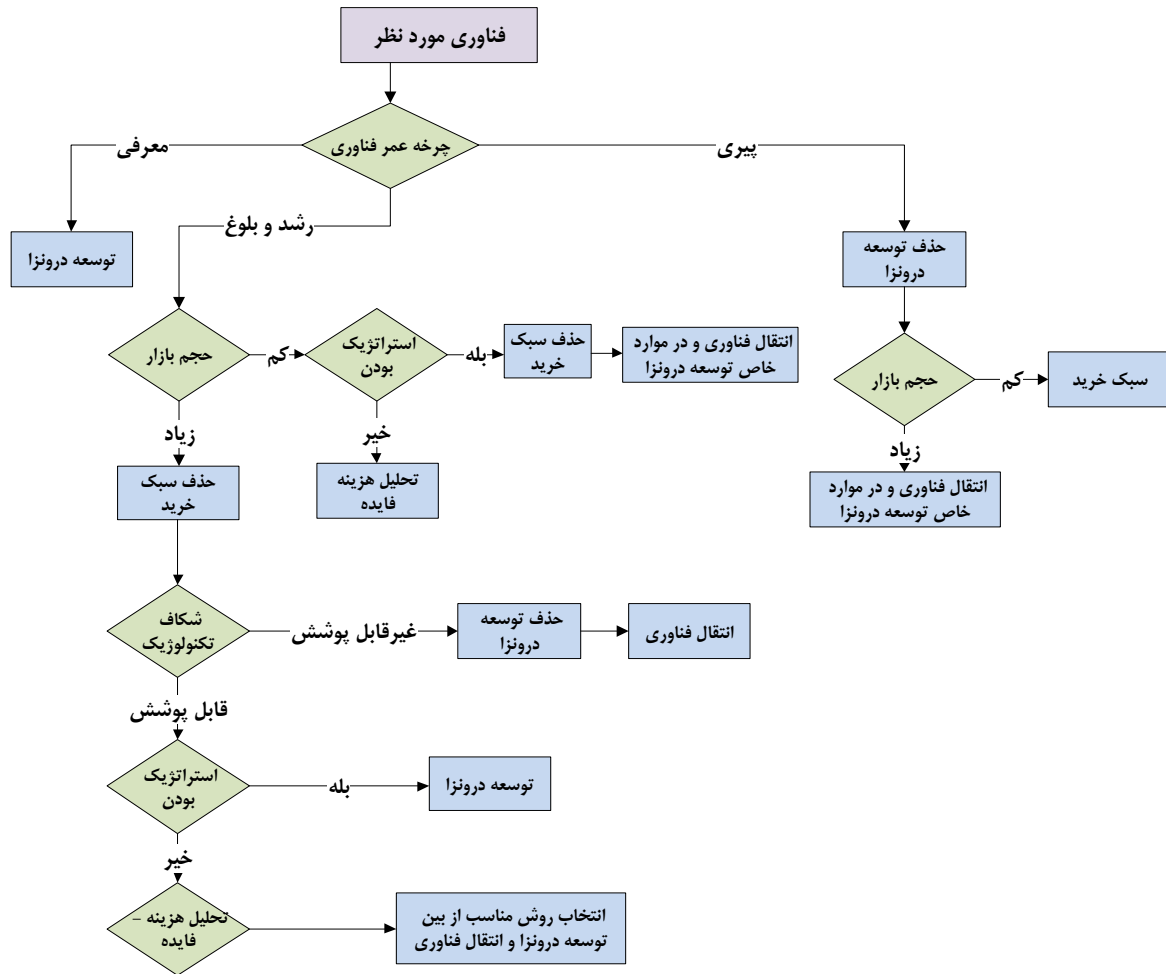 فناوری مورد نظر
چرخه عمر فناوری
معرفی
پیری
رشد و بلوغ
توسعه درونزا
حذف توسعه
درونزا
حجم بازار
کم
استراتژیک
بودن
بله
حذف سبک
خرید
انتقال فناوری و در موارد
خاص توسعه درونزا
حجم بازار
کم
سبک خرید
زیاد
خیر
زیاد
حذف سبک
خرید
تحلیل هزینه
فایده
انتقال فناوری و در موارد
خاص توسعه درونزا
شکاف
تکنولوژیک
غیرقابل پوشش
حذف توسعه
درونزا
انتقال فناوری
قابل پوشش
استراتژیک
بودن
بله
توسعه درونزا
خیر
تحلیل هزینه –
فایده
انتخاب روش مناسب از بین
توسعه درونزا و انتقال فناوری